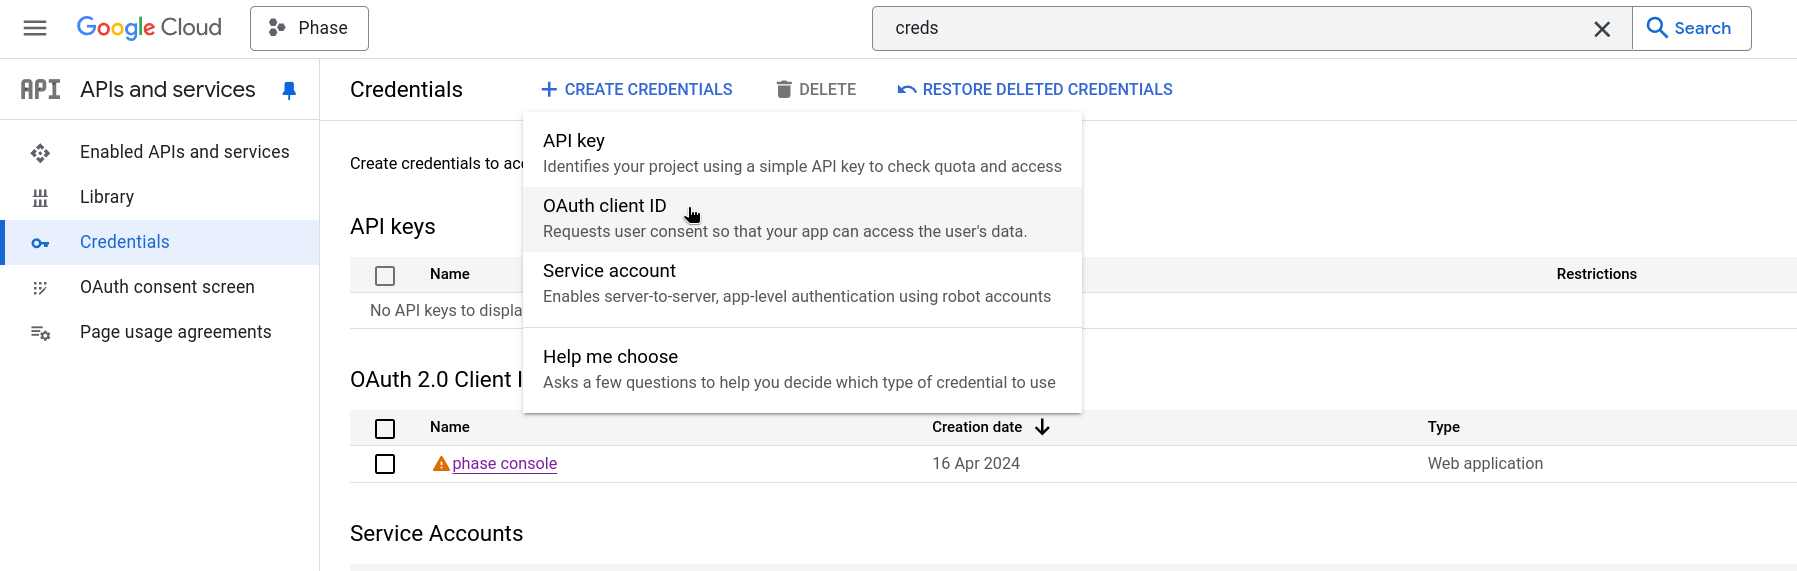 Google Cloud
Phase
creds
Search
API
APIs and services
Credentials
CREATE CREDENTIALS
DELETE
RESTORE DELETED CREDENTIALS
Enabled APIs and services
Library
Credentials
OAuth consent screen
Page usage agreements
Create credentials to acc
API key
Identifies your project using a simple API key to check quota and access
OAuth client ID
Requests user consent so that your app can access the user's data.
Service account
Enables server-to-server, app-level authentication using robot accounts
Help me choose
Asks a few questions to help you decide which type of credential to use
API keys
Name
Restrictions
No API keys to displa
OAuth 2.0 Client I
Name
Creation date
Type
phase console
16 Apr 2024
Web application
Service Accounts